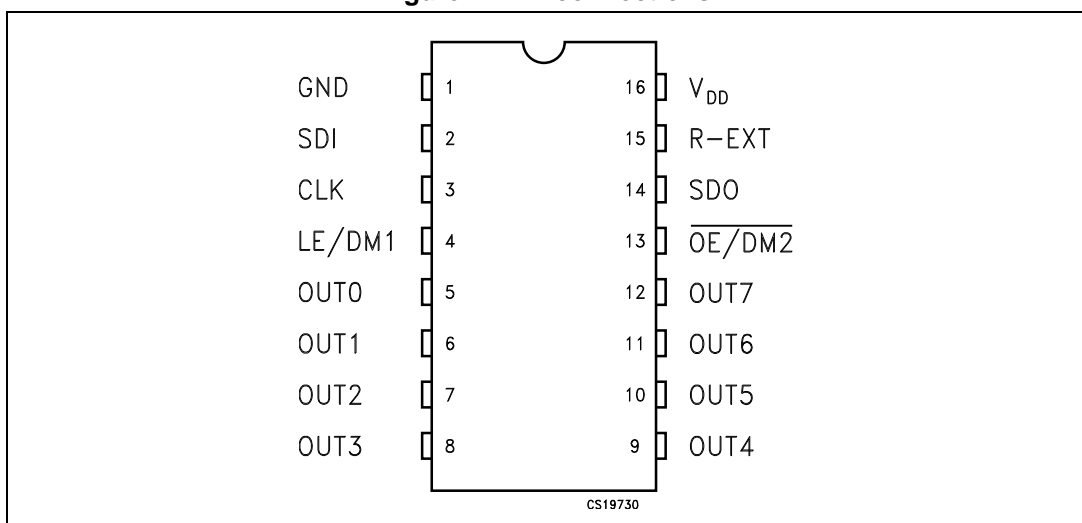 GND 1 16 V_DD
SDI 2 15 R-EXT
CLK 3 14 SDO
LE/DM1 4 13 OE/DM2
OUT0 5 12 OUT7
OUT1 6 11 OUT6
OUT2 7 10 OUT5
OUT3 8 9 OUT4
CS19730